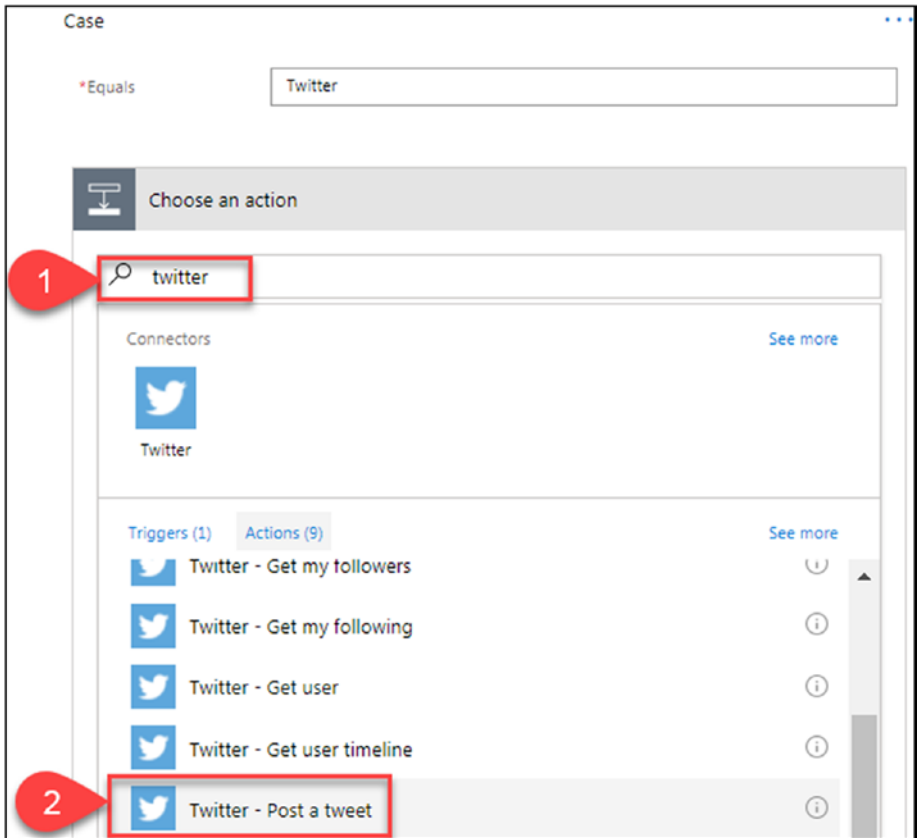 Case
...
*Equals
Twitter
Choose an action
1
twitter
Connectors
See more
Twitter
Triggers (1) Actions (9)
See more
Twitter - Get my followers
Twitter - Get my following
Twitter - Get user
Twitter - Get user timeline
2
Twitter - Post a tweet